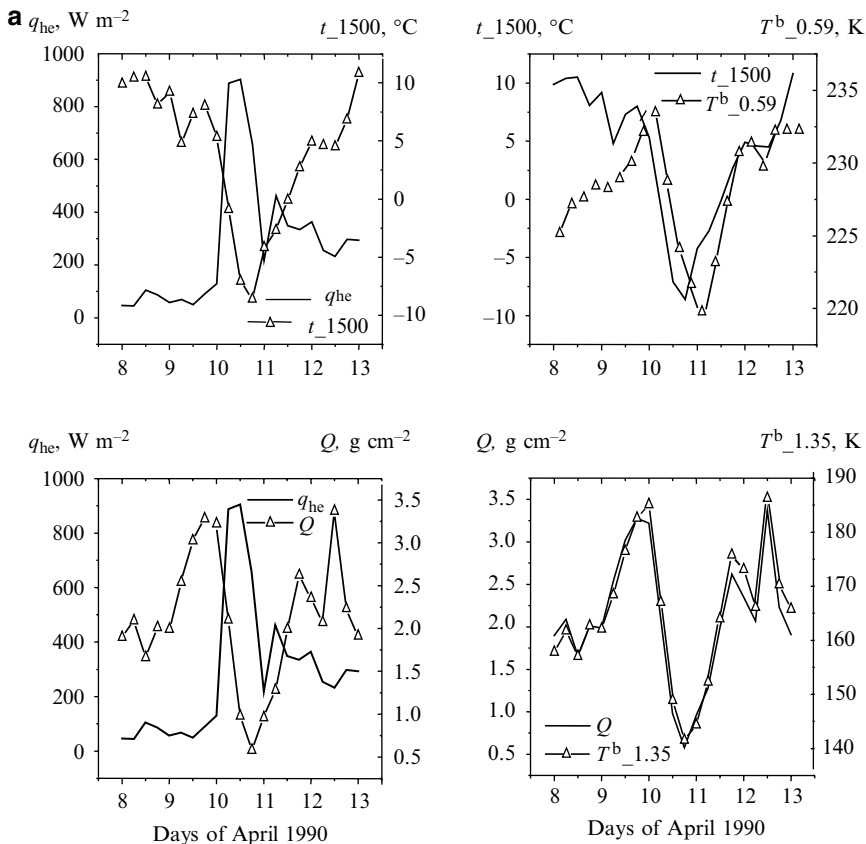 a
q_he, W m–2 t_1500, °C
1000
800
600
400
200
0
10
5
0
–5
–10
qhe
t_1500
8 9 10 11 12 13
t_1500, °C Tb_0.59, K
10
5
0
–5
–10
235
230
225
220
t_1500
Tb_0.59
8 9 10 11 12 13
q_he, W m–2 Q, g cm–2
1000
800
600
400
200
0
3.5
3.0
2.5
2.0
1.5
1.0
0.5
q_he
Q
8 9 10 11 12 13
Days of April 1990
Q, g cm–2 Tb_1.35, K
3.5
3.0
2.5
2.0
1.5
1.0
0.5
190
180
170
160
150
140
Q
Tb_1.35
8 9 10 11 12 13
Days of April 1990